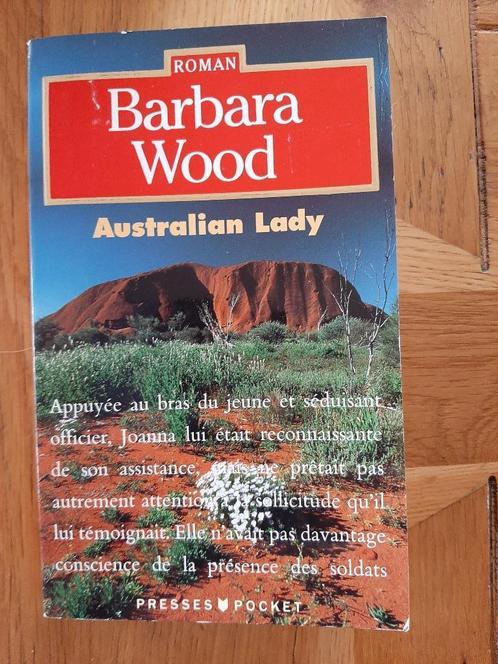 ROMAN
Barbara
Wood
Australian Lady
Appuyée au bras du jeune et séduisant
officier, Joanna lui était reconnaissante
de son assistance, mais ne prêtait pas
autrement attention à la sollicitude qu'il
lui témoignait. Elle n'avait pas davantage
conscience de la présence des soldats
PRESSES POCKET